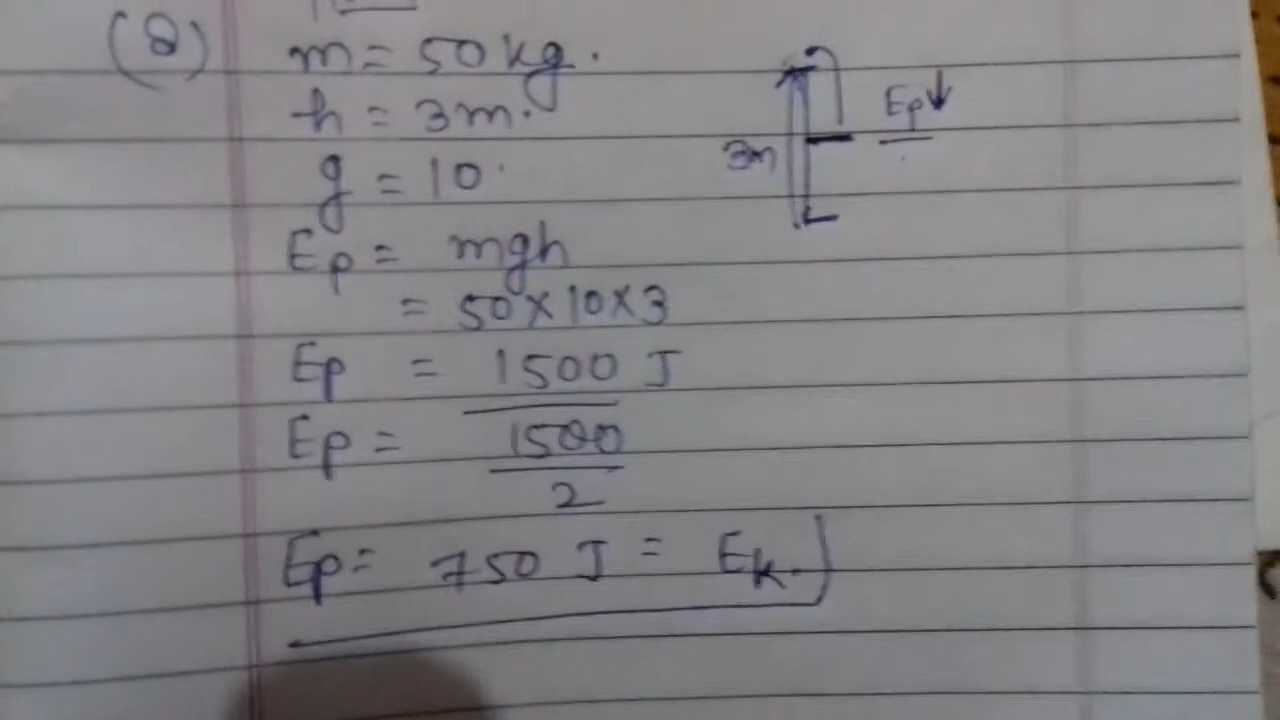 (8)
m = 50 kg.
h = 3m.
g = 10.
Ep = mgh
= 50 × 10 × 3
Ep = 1500 J
Ep = 1500
2
Ep = 750 J = Ek.
3m
Ep↓